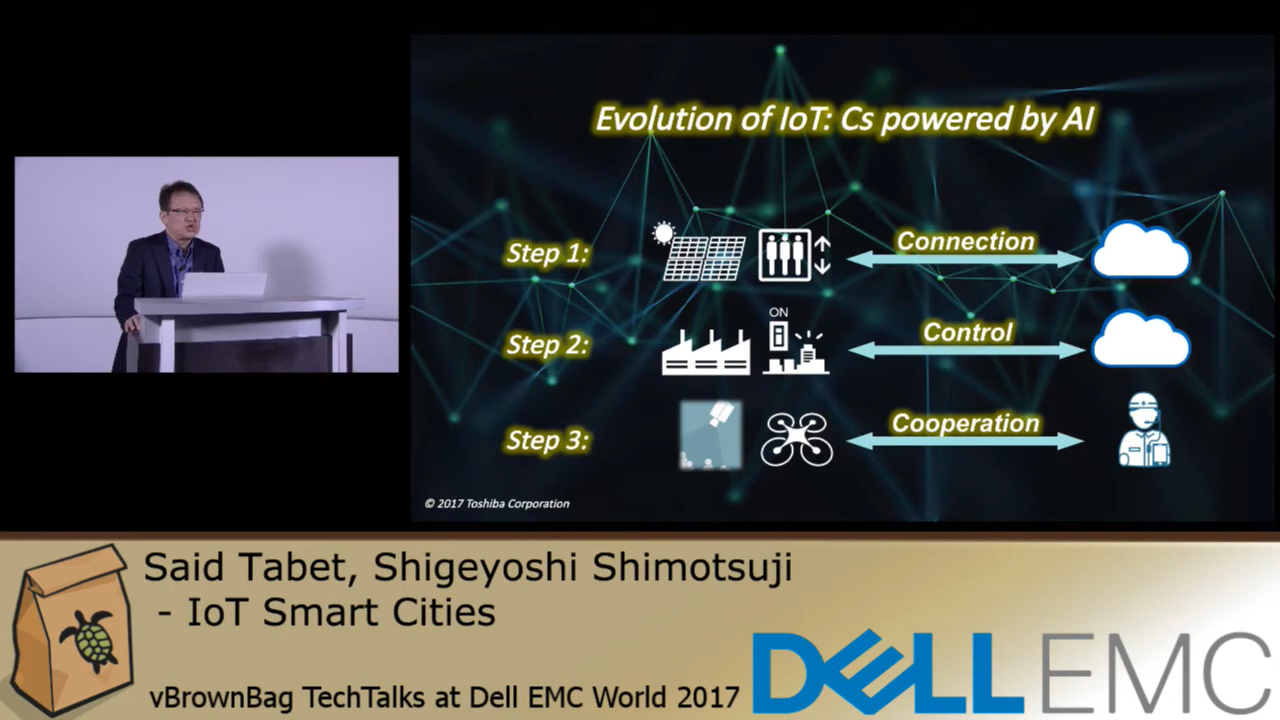 Evolution of IoT: Cs powered by AI
Step 1:
Connection
Step 2:
ON
Control
Step 3:
Cooperation
© 2017 Toshiba Corporation
Said Tabet, Shigeyoshi Shimotsuji
- IoT Smart Cities
vBrownBag TechTalks at Dell EMC World 2017
DELL EMC